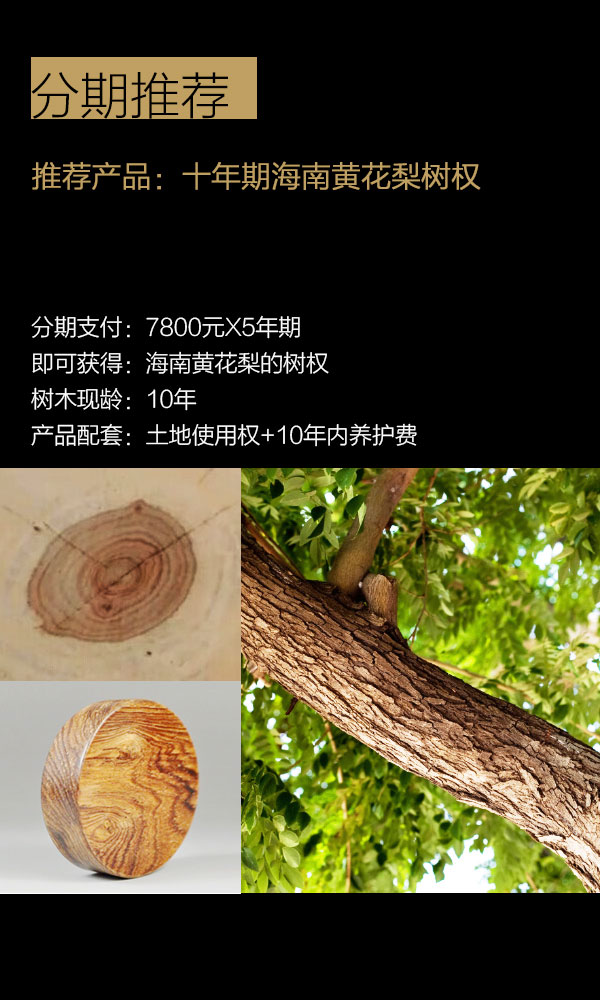 分期推荐
推荐产品：十年期海南黄花梨树权
分期支付：7800元X5年期
即可获得：海南黄花梨的树权
树木现龄：10年
产品配套：土地使用权+10年内养护费